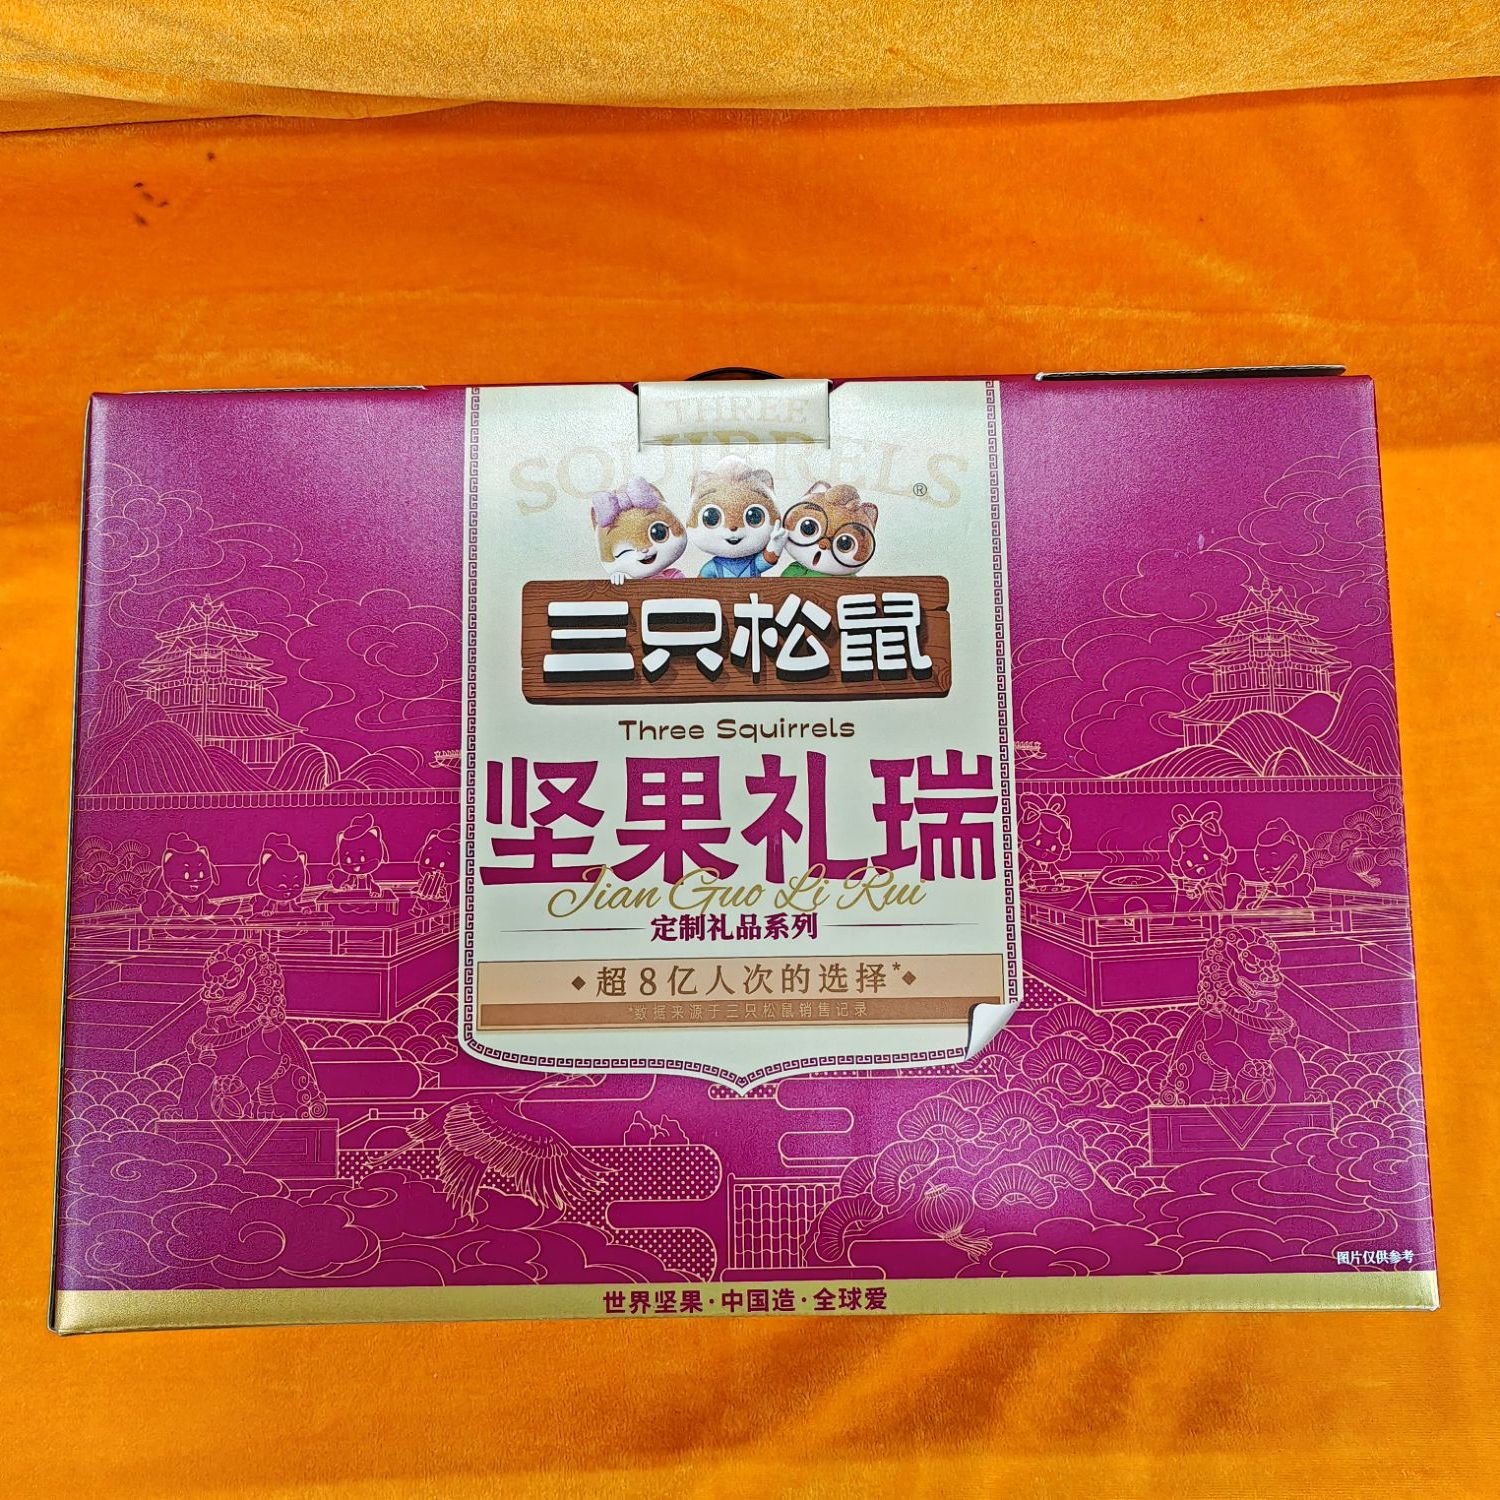 THREE
SQUIRRELS
®
三只松鼠
Three Squirrels
坚果礼瑞
Jian Guo Li Rui
定制礼品系列
超8亿人次的选择*
*数据来源于三只松鼠销售记录
图片仅供参考
世界坚果·中国造·全球爱